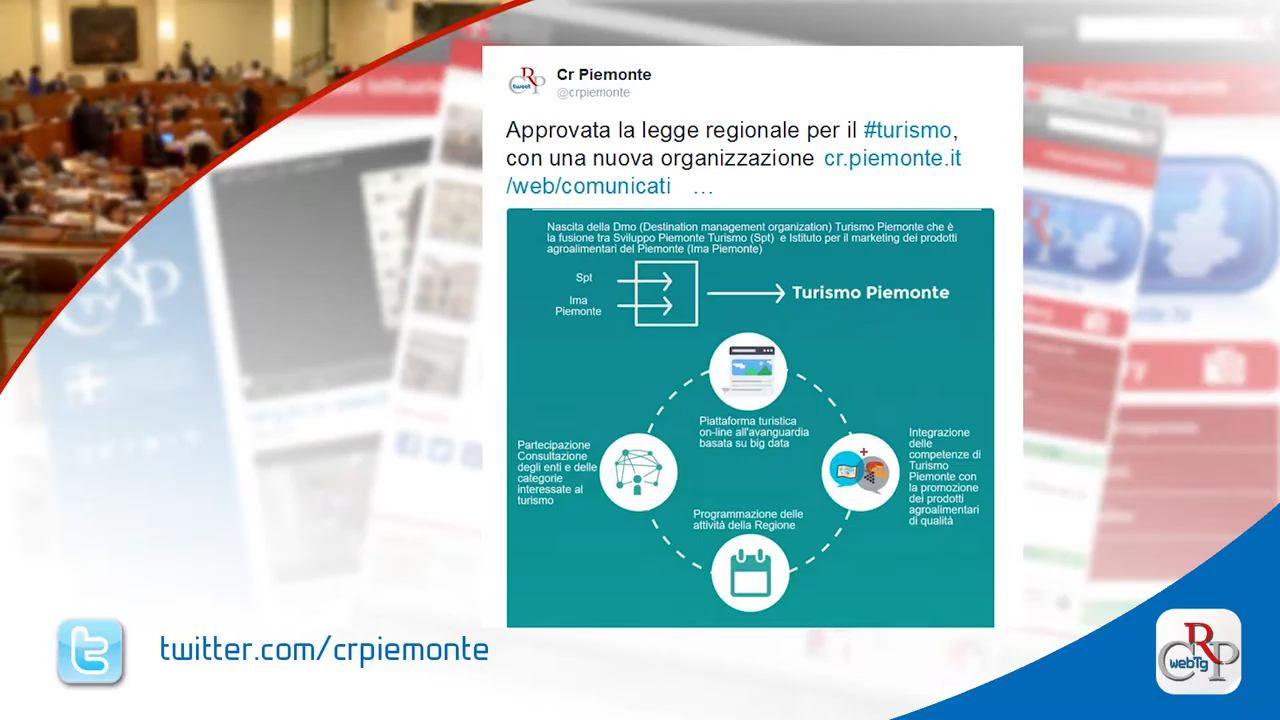 Cr Piemonte
@crpiemonte
Approvata la legge regionale per il #turismo,
con una nuova organizzazione cr.piemonte.it
/web/comunicati …
Nascita della Dmo (Destination management organization) Turismo Piemonte che è
la fusione tra Sviluppo Piemonte Turismo (Spt) e Istituto per il marketing dei prodotti
agroalimentari del Piemonte (Ima Piemonte)
Spt
Ima
Piemonte
Turismo Piemonte
Piattaforma turistica
on-line all'avanguardia
basata su big data
Partecipazione
Consultazione
degli enti e delle
categorie
interessate al
turismo
Integrazione
delle
competenze di
Turismo
Piemonte con
la promozione
dei prodotti
agroalimentari
di qualità
Programmazione delle
attività della Regione
twitter.com/crpiemonte
CRP
webTg
CRP
tweet